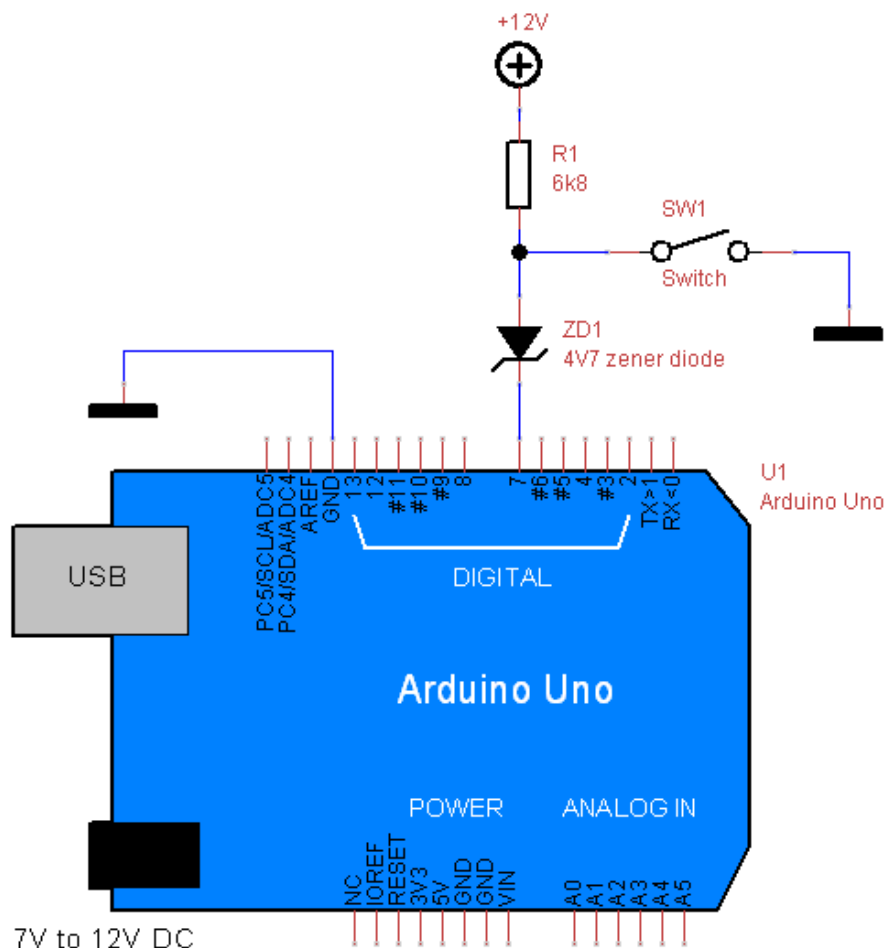 +12V
R1
6k8
SW1
Switch
ZD1
4V7 zener diode
U1
Arduino Uno
PC5/SCL/ADC5
PC4/SDA/ADC4
AREF
GND
13
12
#11
#10
#9
8
7
#6
#5
4
#3
2
TX>1
RX<0
USB
DIGITAL
Arduino Uno
POWER
ANALOG IN
NC
IOREF
RESET
3V3
5V
GND
GND
VIN
A0
A1
A2
A3
A4
A5
7V to 12V DC